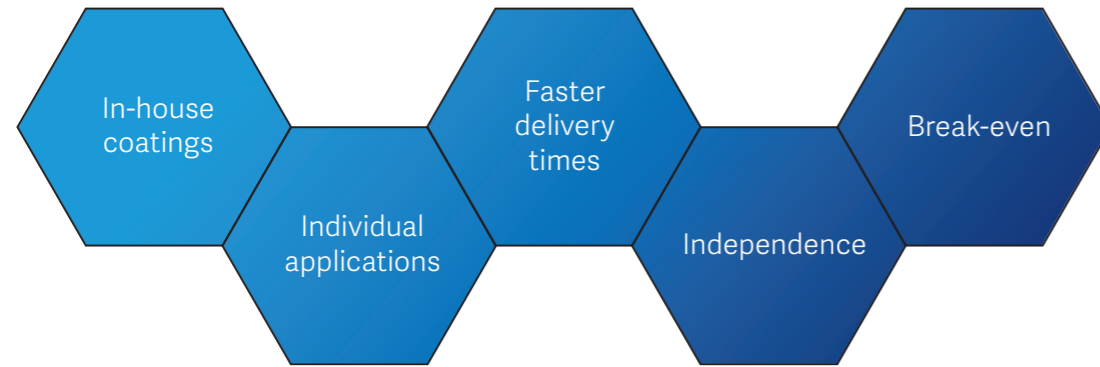 In-house
coatings
Individual
applications
Faster
delivery
times
Independence
Break-even